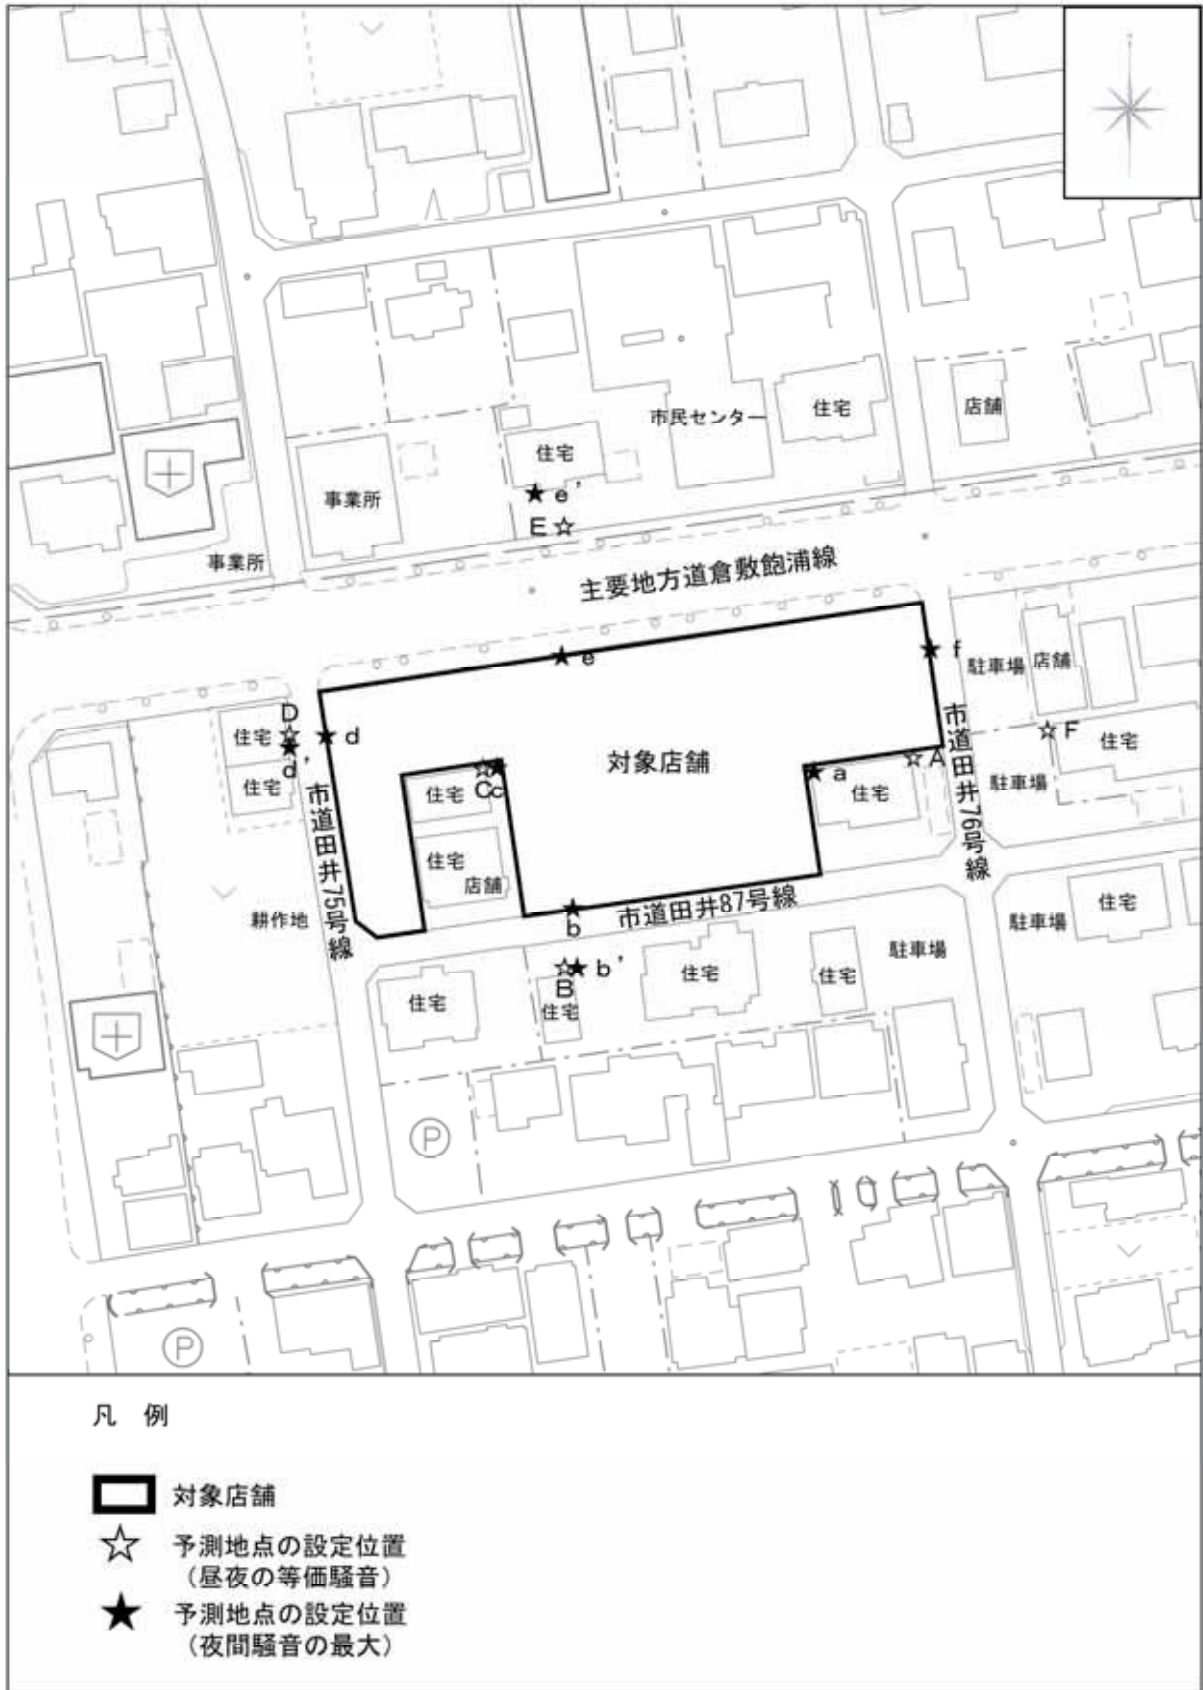 市民センター
住宅
店舗
住宅
事業所
e'
E
事業所
主要地方道倉敷飽浦線
e
f
駐車場
店舗
D
住宅
d
d'
住宅
市道田井75号線
対象店舗
C
c
住宅
住宅
店舗
a
A
住宅
市道田井76号線
F
住宅
駐車場
耕作地
b
市道田井87号線
b'
B
住宅
住宅
住宅
住宅
駐車場
駐車場
住宅
P
P
凡 例
対象店舗
予測地点の設定位置
(昼夜の等価騒音)
予測地点の設定位置
(夜間騒音の最大)